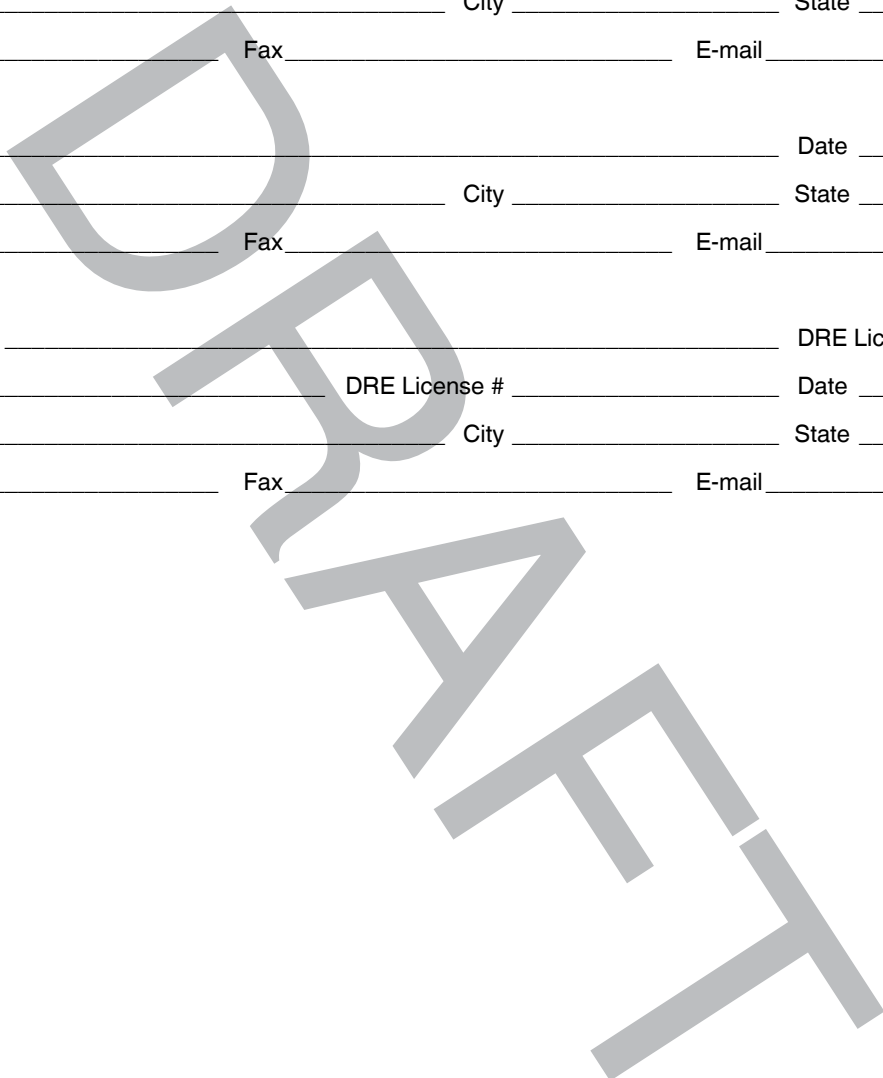 City State
Fax E-mail
Date
City State
Fax E-mail
DRE Lic
DRE License # Date
City State
Fax E-mail
DRAFT